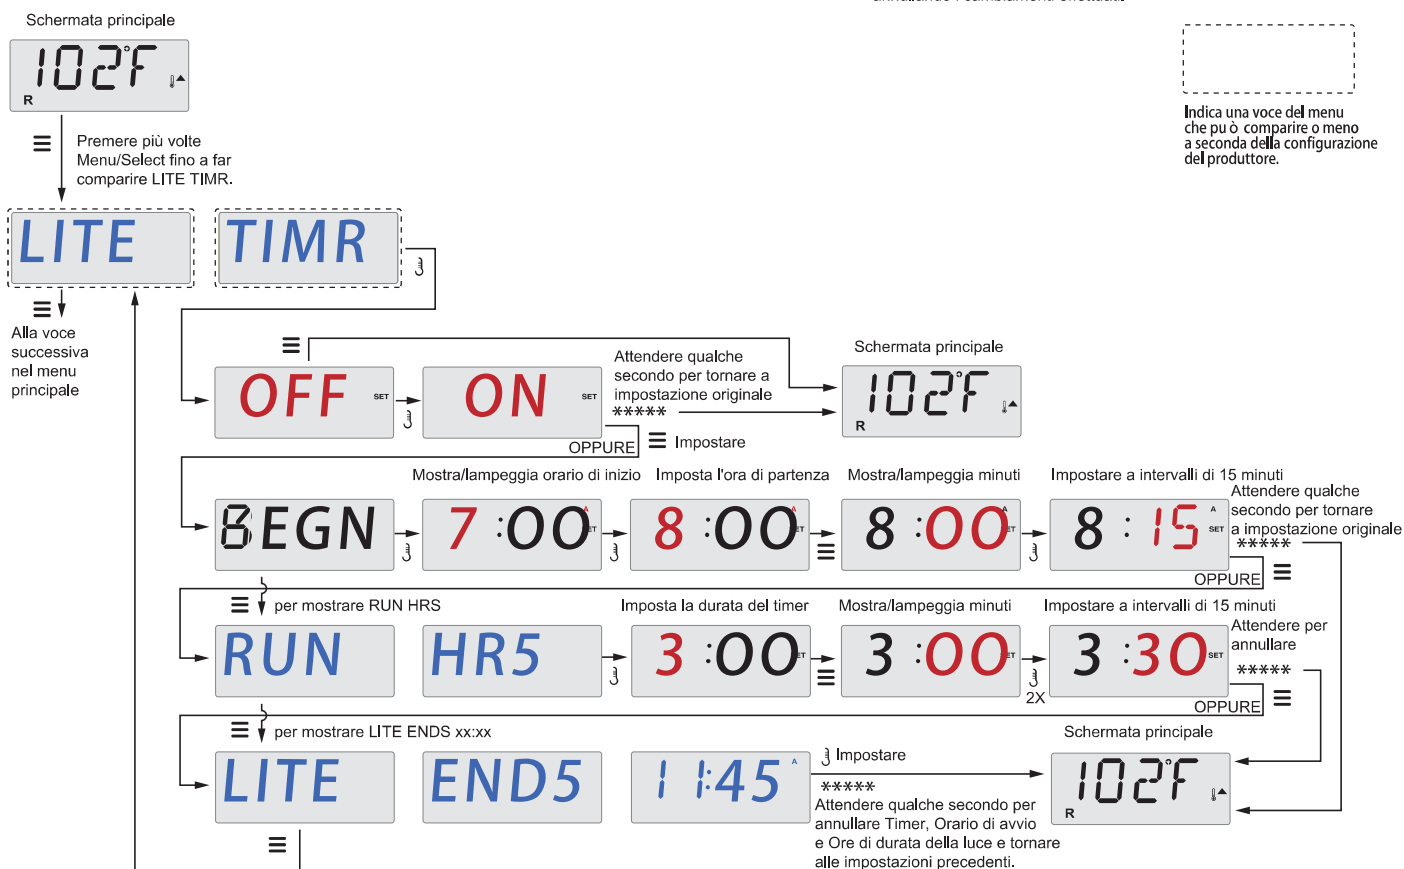 Schermata principale
102°F
R
Indica una voce del menu
che pu ò comparire o meno
a seconda della configurazione
del produttore.
Premere più volte
Menu/Select fino a far
comparire LITE TIMR.
LITE TIMR
Alla voce
successiva
nel menu
principale
OFF SET
ON SET
Attendere qualche
secondo per tornare a
impostazione originale
*****
Schermata principale
102°F
R
OPPURE
Impostare
Mostra/lampeggia orario di inizio
Imposta l'ora di partenza
Mostra/lampeggia minuti
Impostare a intervalli di 15 minuti
BEGN
7:00 A
8:00 A
8:00 A
8:15 A SET
Attendere qualche
secondo per tornare
a impostazione originale
*****
OPPURE
per mostrare RUN HRS
Imposta la durata del timer
Mostra/lampeggia minuti
Impostare a intervalli di 15 minuti
RUN HR5
3:00
3:00
2X
3:30 SET
Attendere per
annullare
*****
OPPURE
per mostrare LITE ENDS xx:xx
LITE END5 11:45 A
Impostare
*****
Attendere qualche secondo per
annullare Timer, Orario di avvio
e Ore di durata della luce e tornare
alle impostazioni precedenti.
Schermata principale
102°F
R